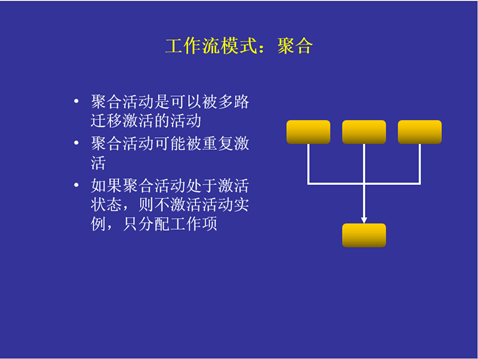 工作流模式：聚合
• 聚合活动是可以被多路
迁移激活的活动
• 聚合活动可能被重复激
活
• 如果聚合活动处于激活
状态，则不激活活动实
例，只分配工作项